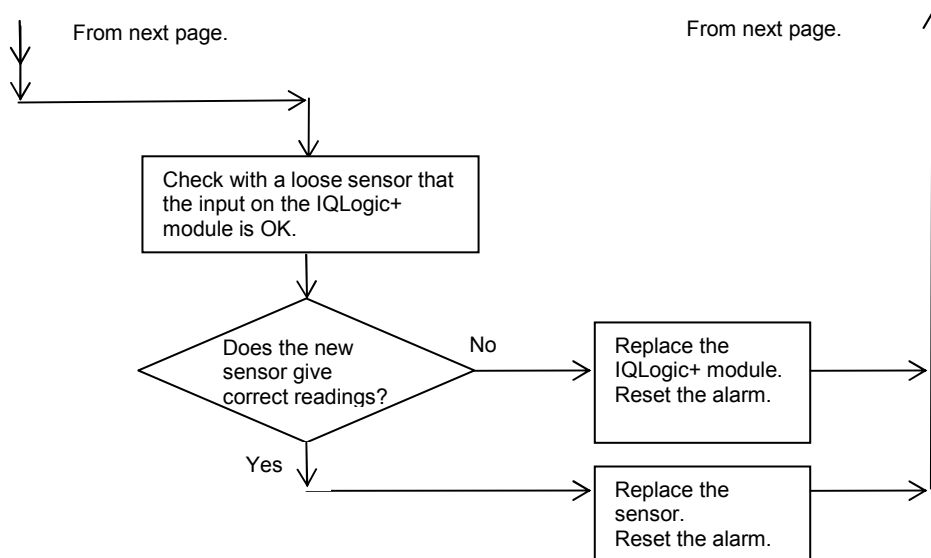 From next page.
From next page.
Check with a loose sensor that
the input on the IQLogic+
module is OK.
Does the new
sensor give
correct readings?
No
Replace the
IQLogic+ module.
Reset the alarm.
Yes
Replace the
sensor.
Reset the alarm.